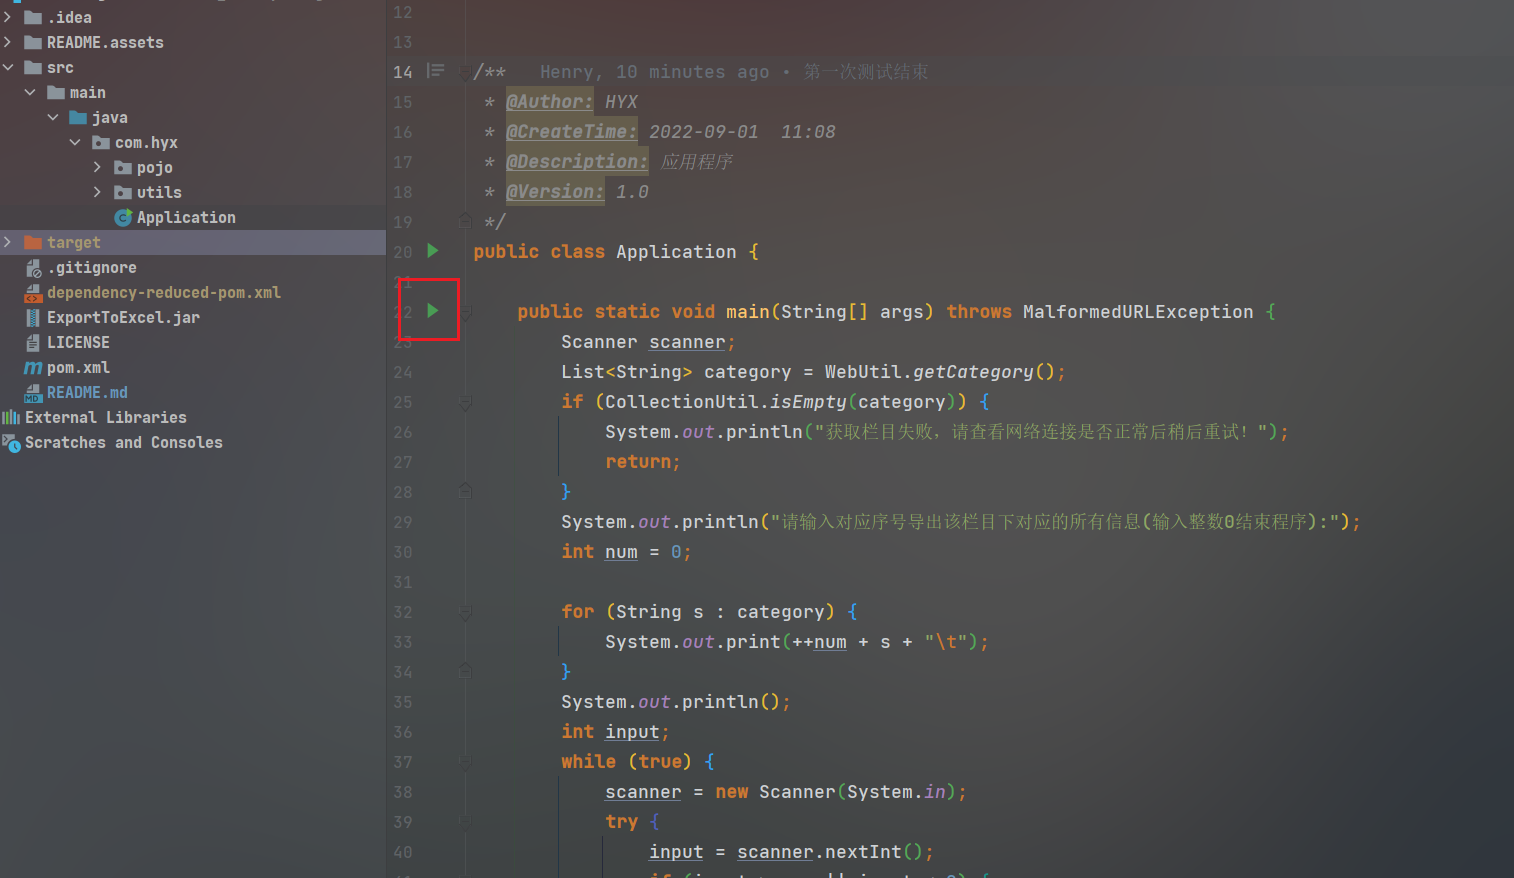 .idea
README.assets
src
main
java
com.hyx
pojo
utils
Application
target
.gitignore
dependency-reduced-pom.xml
ExportToExcel.jar
LICENSE
pom.xml
README.md
External Libraries
Scratches and Consoles
12
13
14 /** Henry, 10 minutes ago • 第一次测试结束
15 * @Author: HYX
16 * @CreateTime: 2022-09-01 11:08
17 * @Description: 应用程序
18 * @Version: 1.0
19 */
20 public class Application {
21
22 public static void main(String[] args) throws MalformedURLException {
23 Scanner scanner;
24 List<String> category = WebUtil.getCategory();
25 if (CollectionUtil.isEmpty(category)) {
26 System.out.println("获取栏目失败，请查看网络连接是否正常后稍后重试！");
27 return;
28 }
29 System.out.println("请输入对应序号导出该栏目下对应的所有信息(输入整数0结束程序):");
30 int num = 0;
31
32 for (String s : category) {
33 System.out.print(++num + s + "\t");
34 }
35 System.out.println();
36 int input;
37 while (true) {
38 scanner = new Scanner(System.in);
39 try {
40 input = scanner.nextInt();